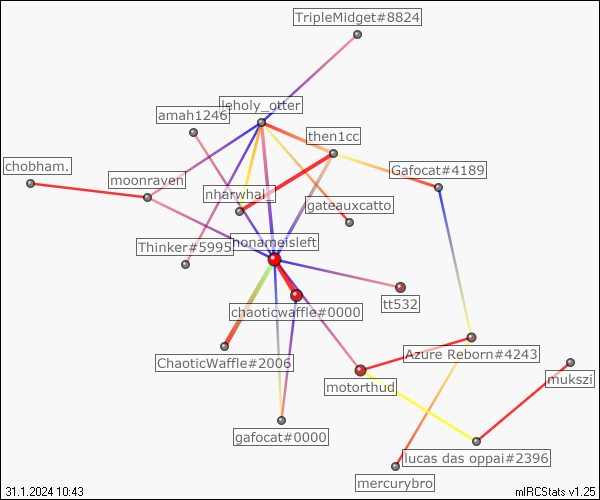 TripleMidget#8824
leholy_otter
amah1246
then1cc
chobham.
Gafocat#4189
moonraven
nharwhal_
gateauxcatto
Thinker#5995
nonameisleft
tt532
chaoticwaffle#0000
ChaoticWaffle#2006
Azure Reborn#4243
motorthud
mukszi
gafocat#0000
lucas das oppai#2396
mercurybro
31.1.2024 10:43
mIRCStats v1.25